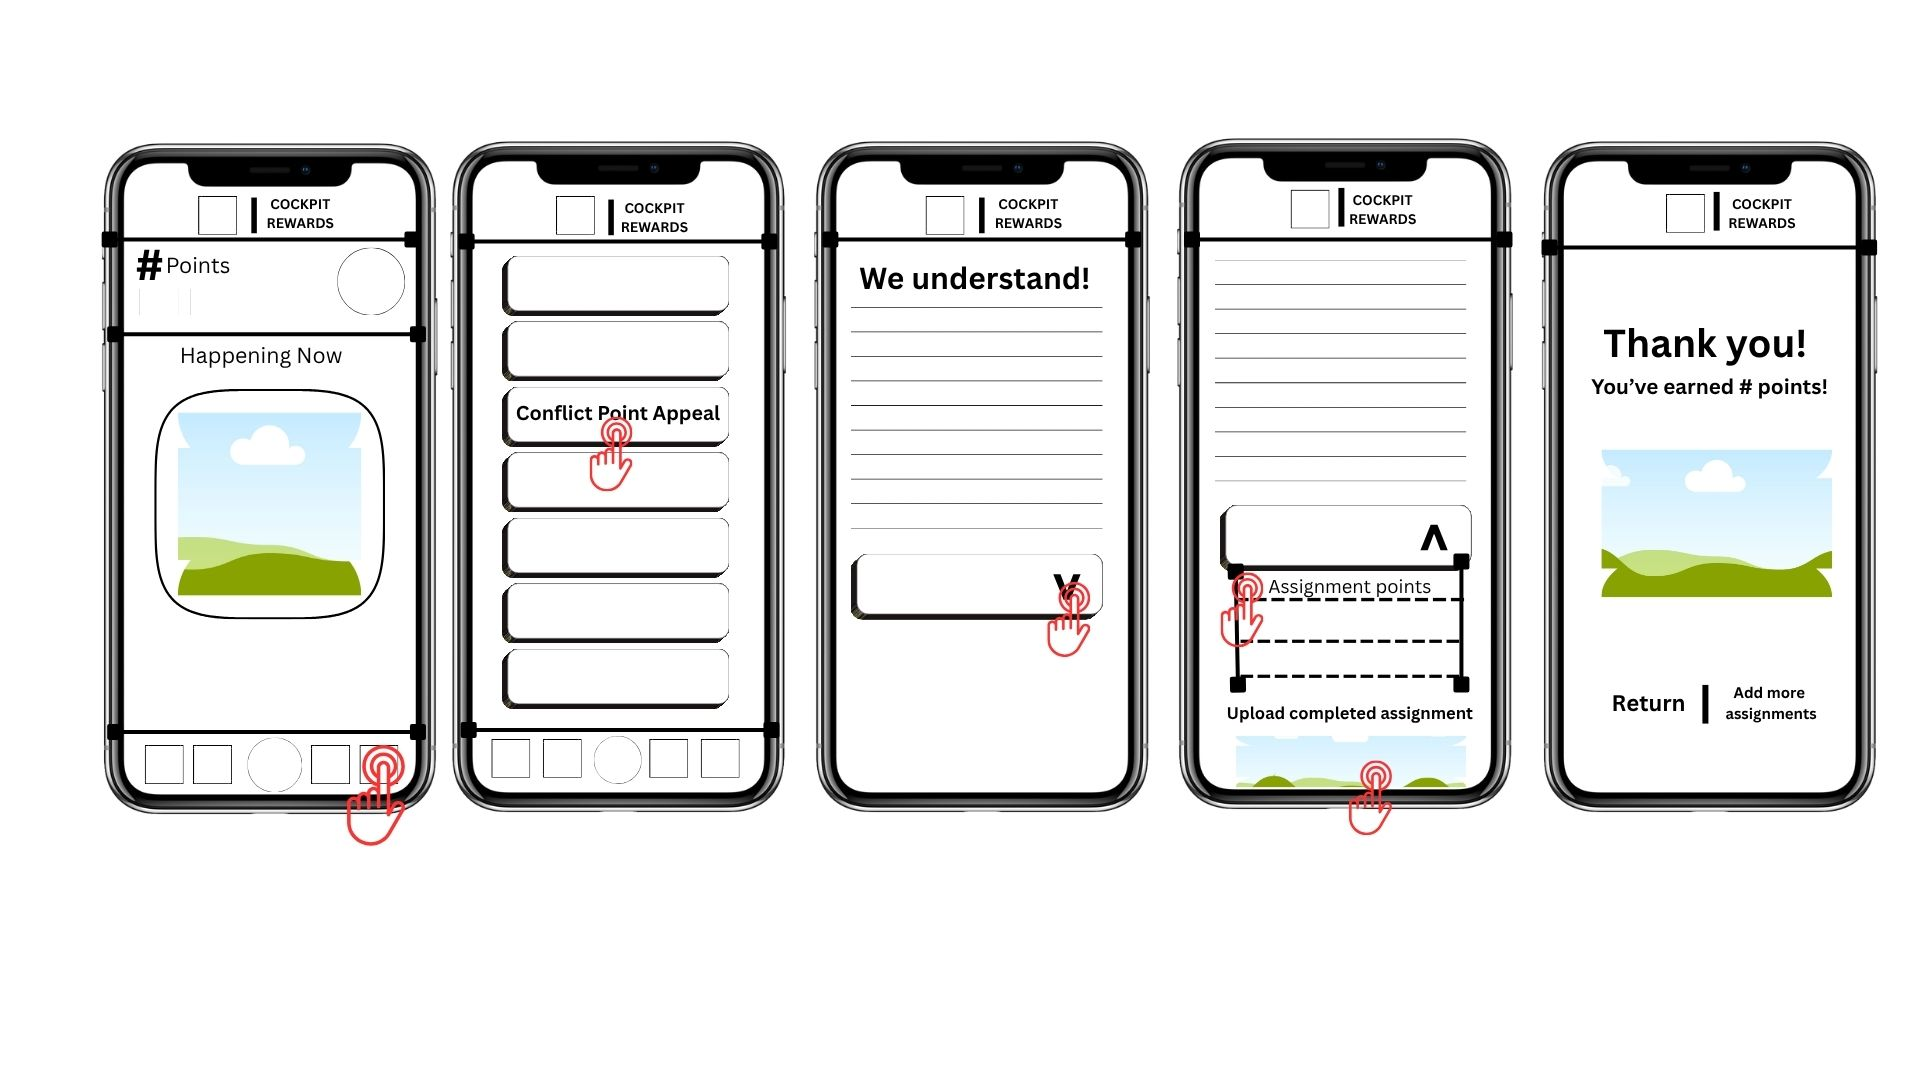 COCKPIT
REWARDS
# Points
Happening Now
COCKPIT
REWARDS
Conflict Point Appeal
COCKPIT
REWARDS
We understand!
V
COCKPIT
REWARDS
Λ
Assignment points
Upload completed assignment
COCKPIT
REWARDS
Thank you!
You’ve earned # points!
Return
Add more
assignments